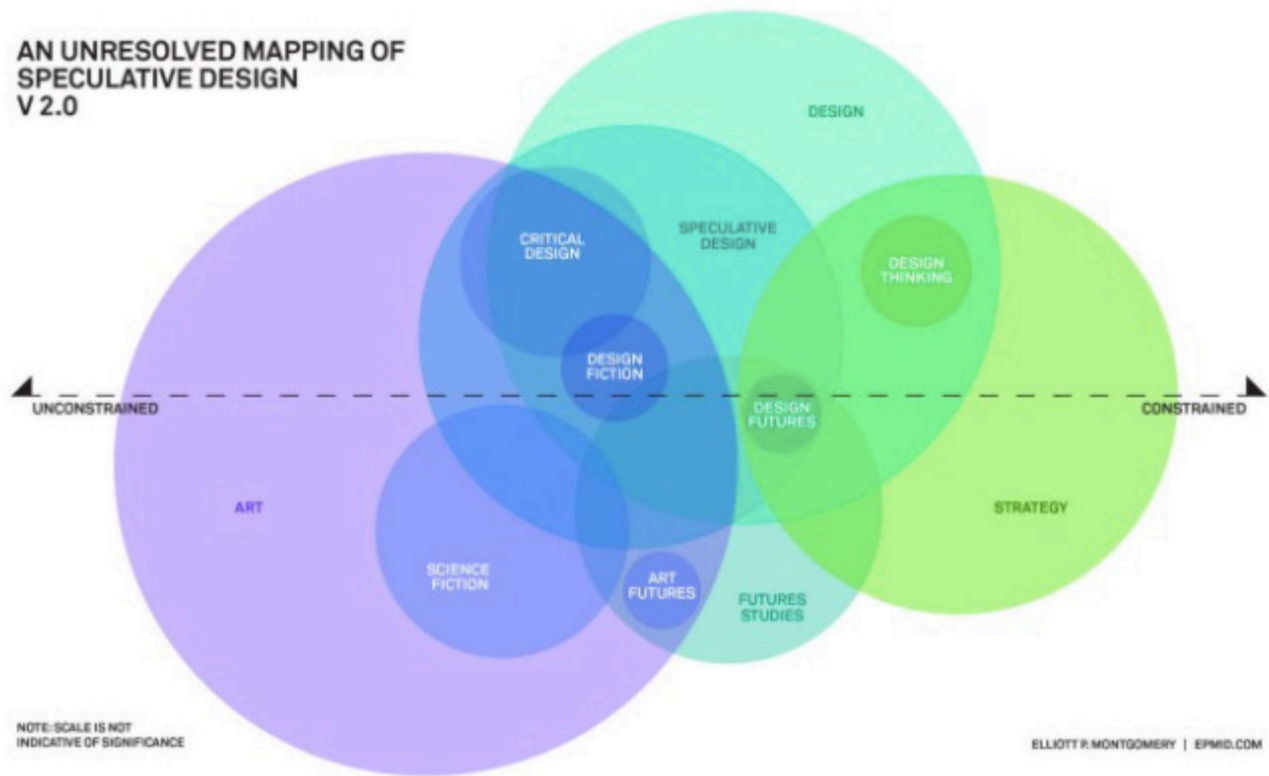 AN UNRESOLVED MAPPING OF
SPECULATIVE DESIGN
V 2.0
DESIGN
SPECULATIVE
DESIGN
CRITICAL
DESIGN
DESIGN
THINKING
DESIGN
FICTION
UNCONSTRAINED
DESIGN
FUTURES
CONSTRAINED
ART
STRATEGY
SCIENCE
FICTION
ART
FUTURES
FUTURES
STUDIES
NOTE: SCALE IS NOT
INDICATIVE OF SIGNIFICANCE
ELLIOTT P. MONTGOMERY | EPMID.COM